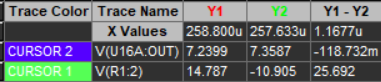 Trace Color Trace Name Y1 Y2 Y1 - Y2
X Values 258.800u 257.633u 1.1677u
CURSOR 2 V(U16A:OUT) 7.2399 7.3587 -118.732m
CURSOR 1 V(R1:2) 14.787 -10.905 25.692